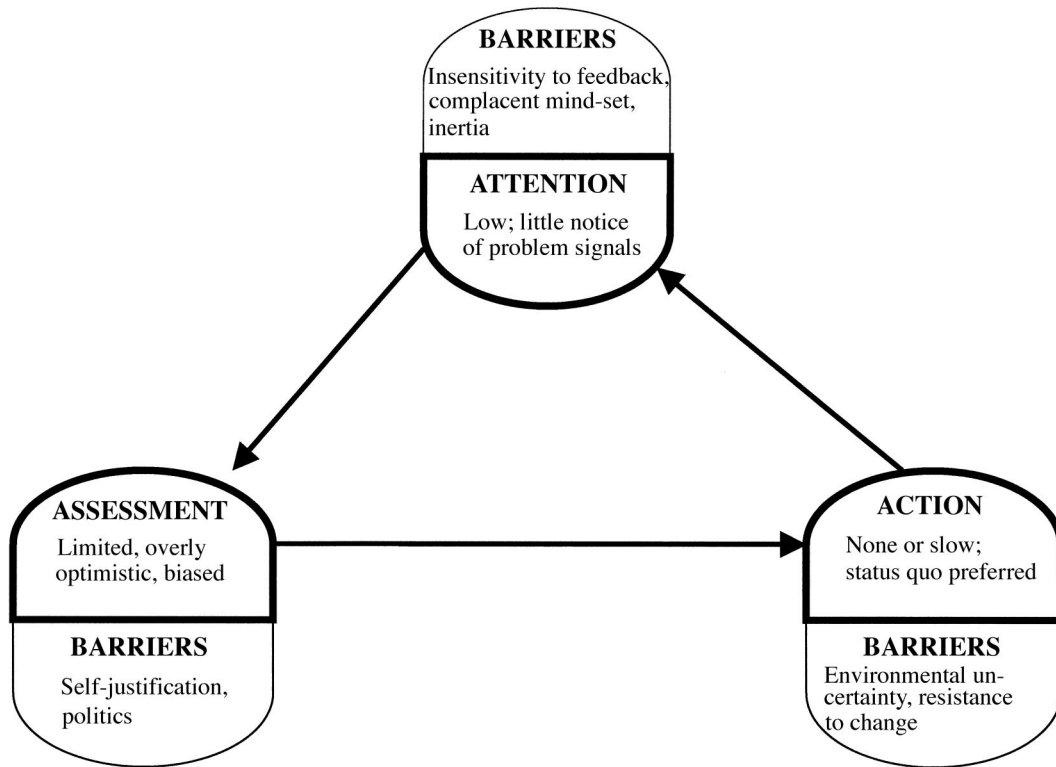 BARRIERS
Insensitivity to feedback,
complacent mind-set,
inertia
ATTENTION
Low; little notice
of problem signals
ASSESSMENT
Limited, overly
optimistic, biased
BARRIERS
Self-justification,
politics
ACTION
None or slow;
status quo preferred
BARRIERS
Environmental un-
certainty, resistance
to change